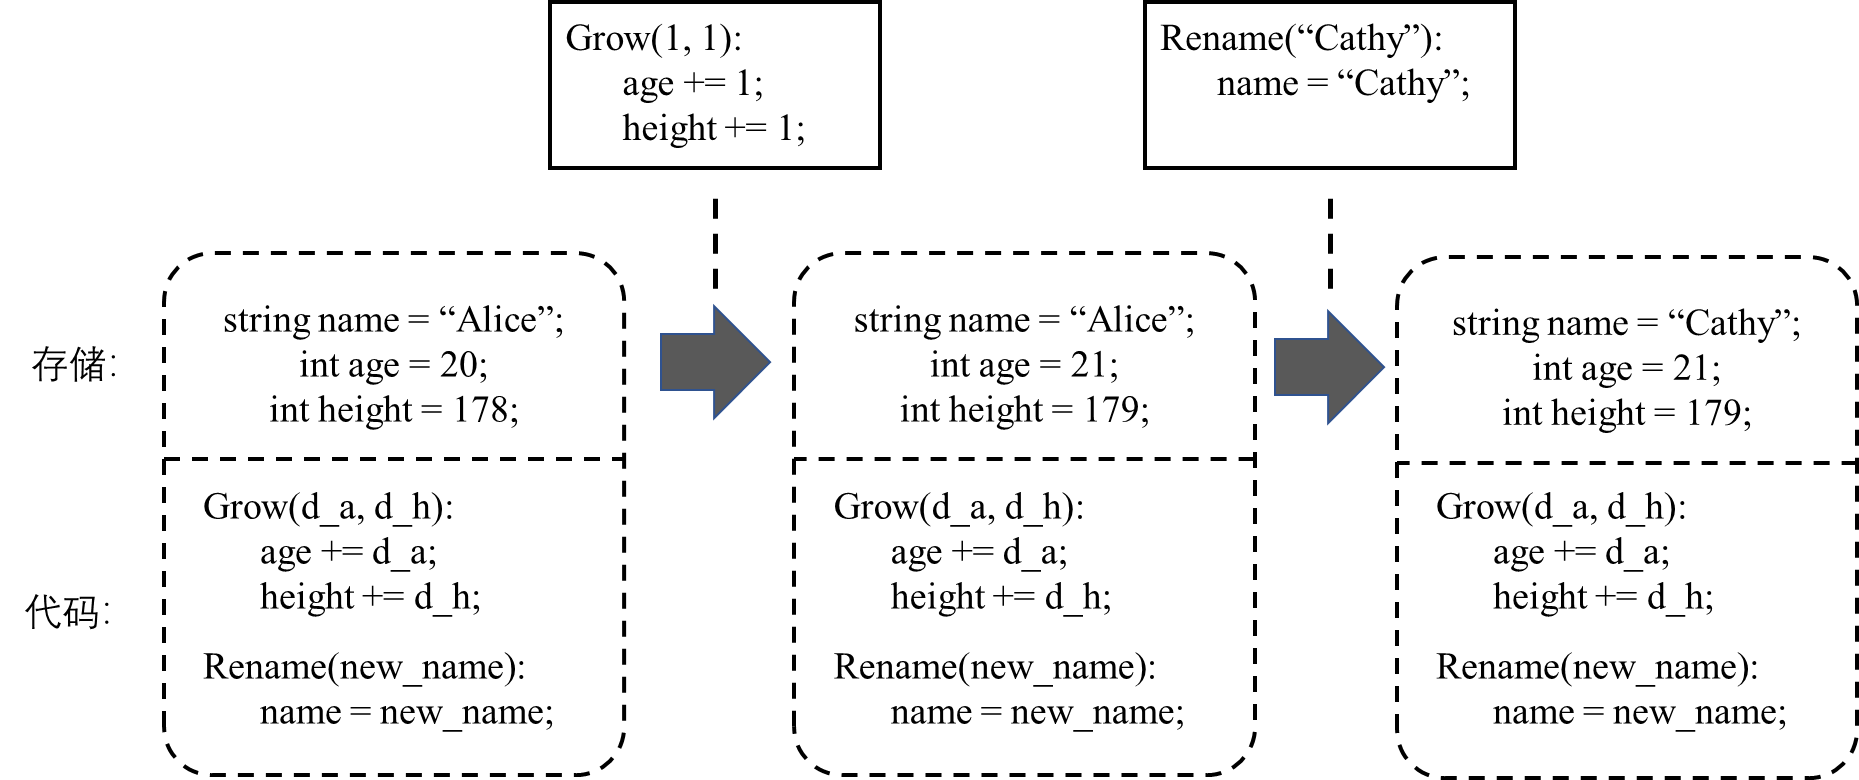 Grow(1, 1):
age += 1;
height += 1;
Rename(“Cathy”):
name = “Cathy”;
存储:
string name = “Alice”;
int age = 20;
int height = 178;
string name = “Alice”;
int age = 21;
int height = 179;
string name = “Cathy”;
int age = 21;
int height = 179;
代码:
Grow(d_a, d_h):
age += d_a;
height += d_h;
Rename(new_name):
name = new_name;
Grow(d_a, d_h):
age += d_a;
height += d_h;
Rename(new_name):
name = new_name;
Grow(d_a, d_h):
age += d_a;
height += d_h;
Rename(new_name):
name = new_name;